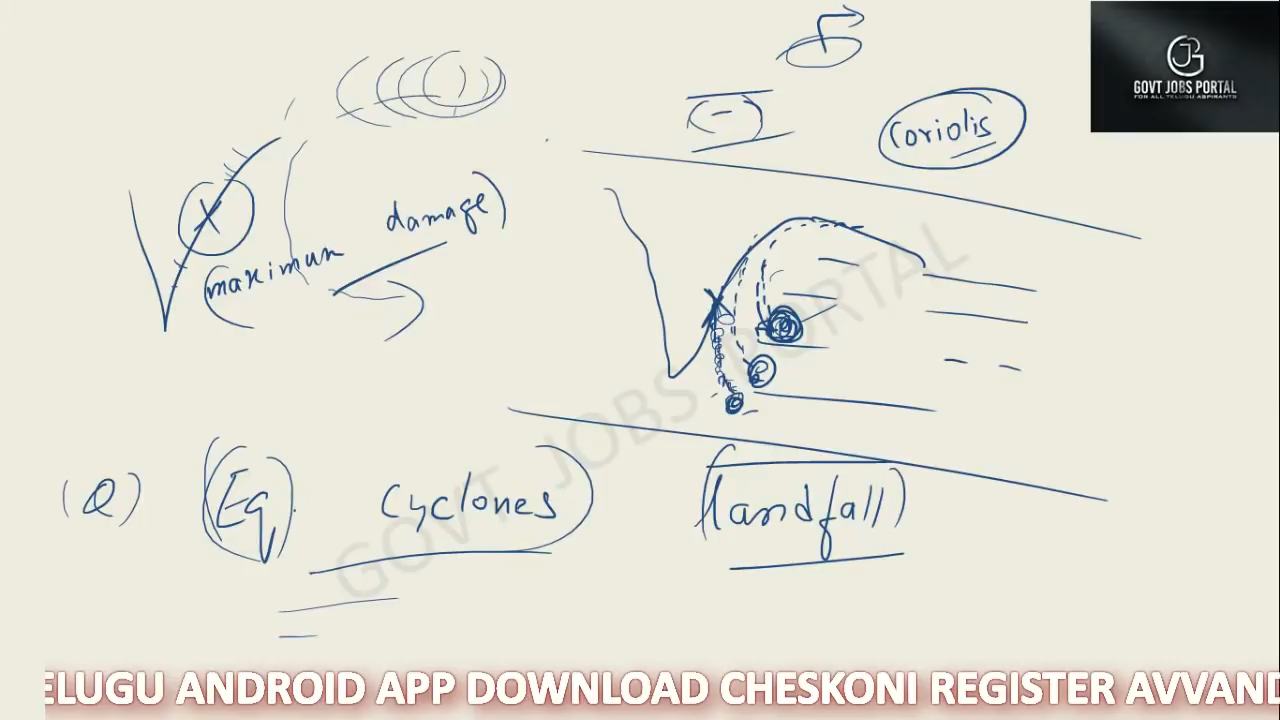 GOVT JOBS PORTAL
FOR ALL TELUGU ASPIRANTS
Coriolis
(maximum damage)
(Q) (Eq) Cyclones) (landfall)
GOVT JOBS PORTAL
ELUGU ANDROID APP DOWNLOAD CHESKONI REGISTER AVVAND